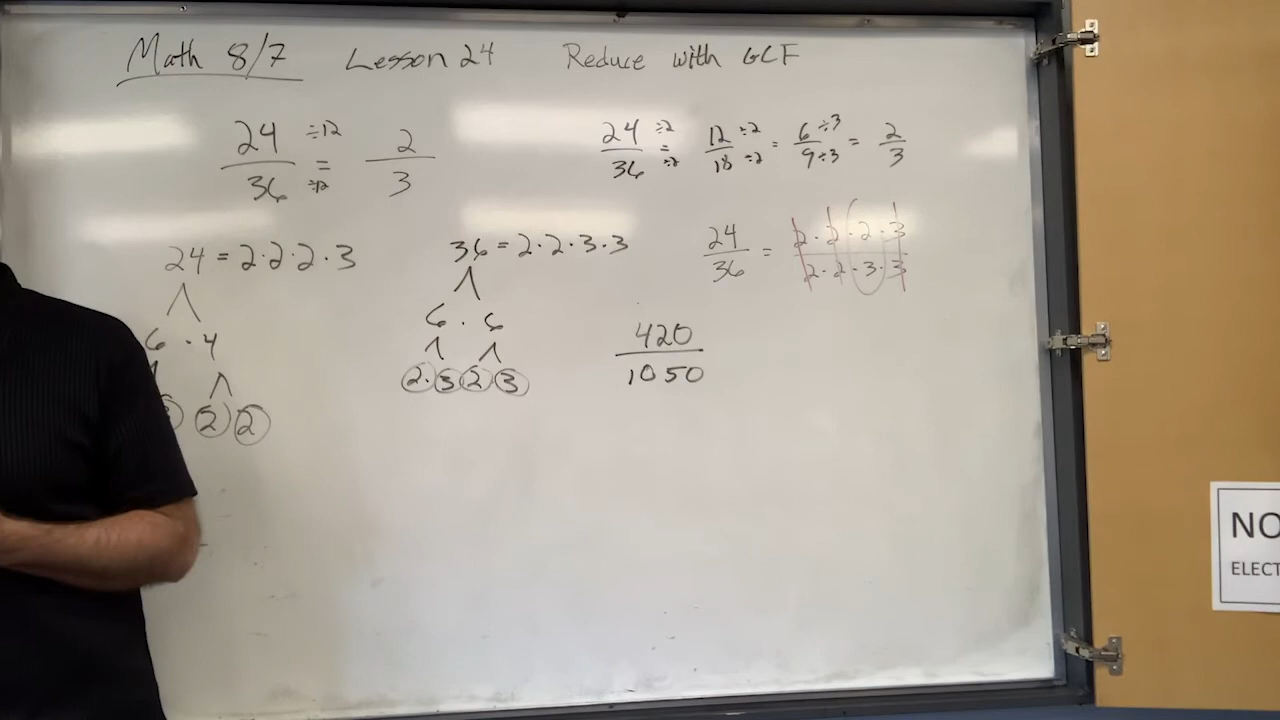 Math 8/7 Lesson 24 Reduce with GCF
24/36 ÷12/÷12 = 2/3
24/36 ÷2/÷2 = 12/18 ÷2/÷2 = 6/9 ÷3/÷3 = 2/3
24 = 2·2·2·3
6 · 4
2 2
36 = 2·2·3·3
6 . 6
2· 3 2 3
24/36 = 2·2·2·3/2·2·3·3
420/1050
NO
ELECT